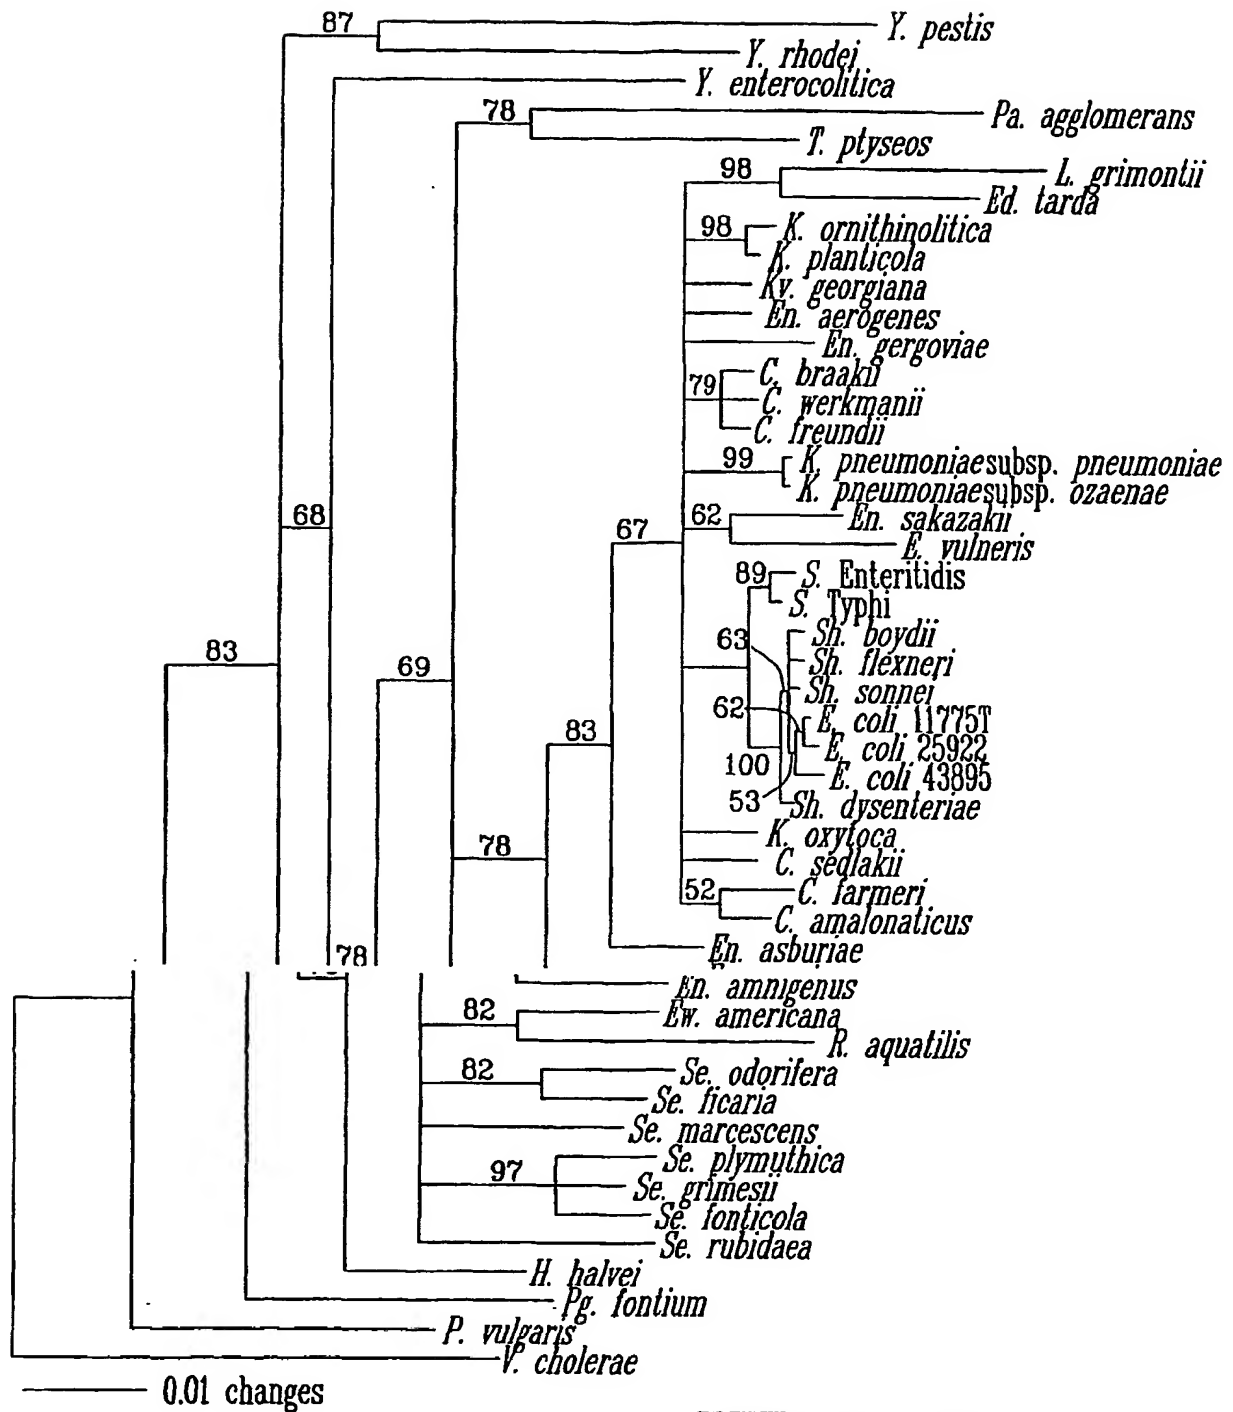 87
Y. pestis
Y. rhodei
Y. enterocolitica
78
Pa. agglomerans
T. ptyseos
98
L. grimontii
Ed. tarda
98
K. ornithinolitica
K. planticola
Kv. georgiana
En. aerogenes
En. gergoviae
79
C. braakii
C. werkmanii
C. freundii
99
K. pneumoniae subsp. pneumoniae
K. pneumoniae subsp. ozaenae
68
67
62
En. sakazakii
E. vulneris
89
S. Enteritidis
S. Typhi
63
Sh. boydii
Sh. flexneri
83
69
Sh. sonnei
62
E. coli 11775T
83
E. coli 25922
100
E. coli 43895
53
Sh. dysenteriae
78
K. oxytoca
C. sedlakii
52
C. farmeri
C. amalonaticus
78
En. asburiae
En. amnigenus
82
Ew. americana
R. aquatilis
82
Se. odorifera
Se. ficaria
Se. marcescens
97
Se. plymuthica
Se. grimesii
Se. fonticola
Se. rubidaea
H. halvei
Pg. fontium
P. vulgaris
V. cholerae
0.01 changes